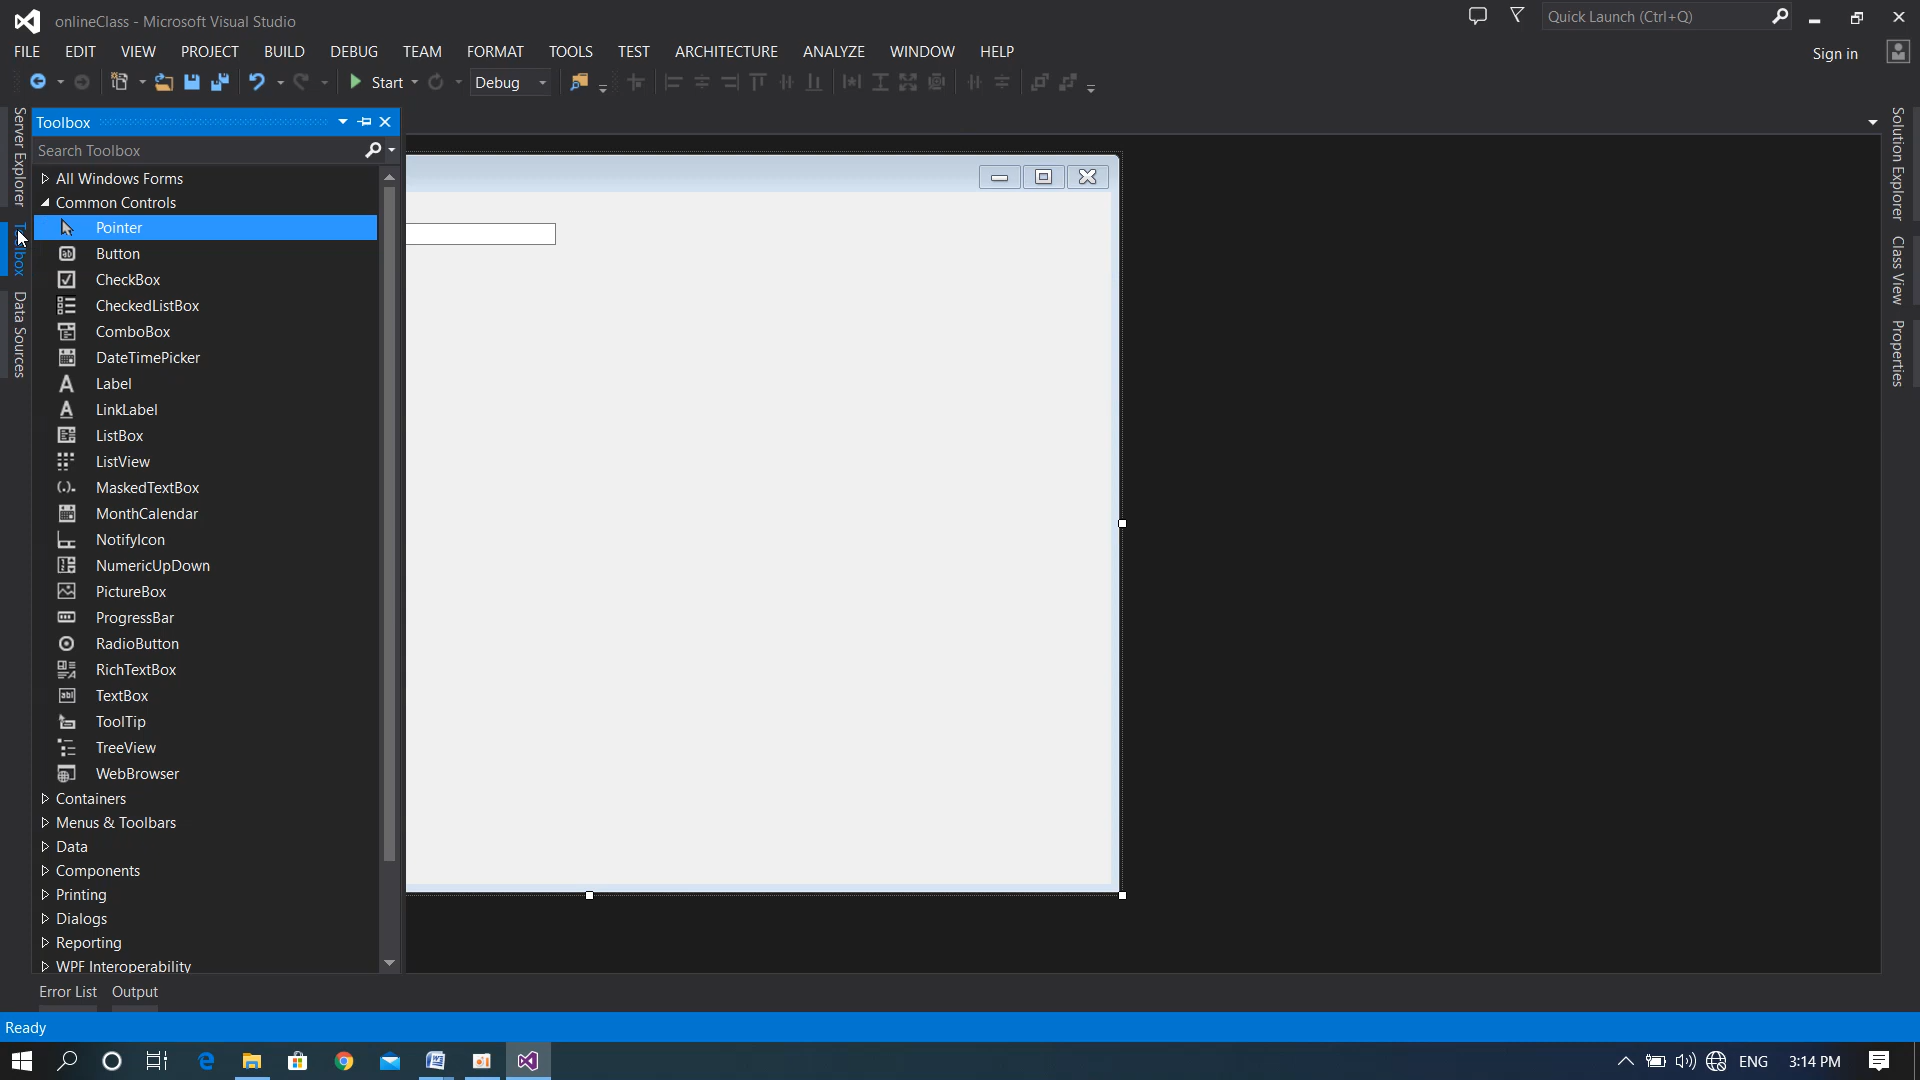 onlineClass - Microsoft Visual Studio
Quick Launch (Ctrl+Q)
FILE EDIT VIEW PROJECT BUILD DEBUG TEAM FORMAT TOOLS TEST ARCHITECTURE ANALYZE WINDOW HELP
Sign in
Start
Debug
Server Explorer
Toolbox
Data Sources
Toolbox
Search Toolbox
All Windows Forms
Common Controls
Pointer
Button
CheckBox
CheckedListBox
ComboBox
DateTimePicker
Label
LinkLabel
ListBox
ListView
MaskedTextBox
MonthCalendar
NotifyIcon
NumericUpDown
PictureBox
ProgressBar
RadioButton
RichTextBox
TextBox
ToolTip
TreeView
WebBrowser
Containers
Menus & Toolbars
Data
Components
Printing
Dialogs
Reporting
WPF Interoperability
Solution Explorer
Class View
Properties
Error List Output
Ready
ENG 3:14 PM